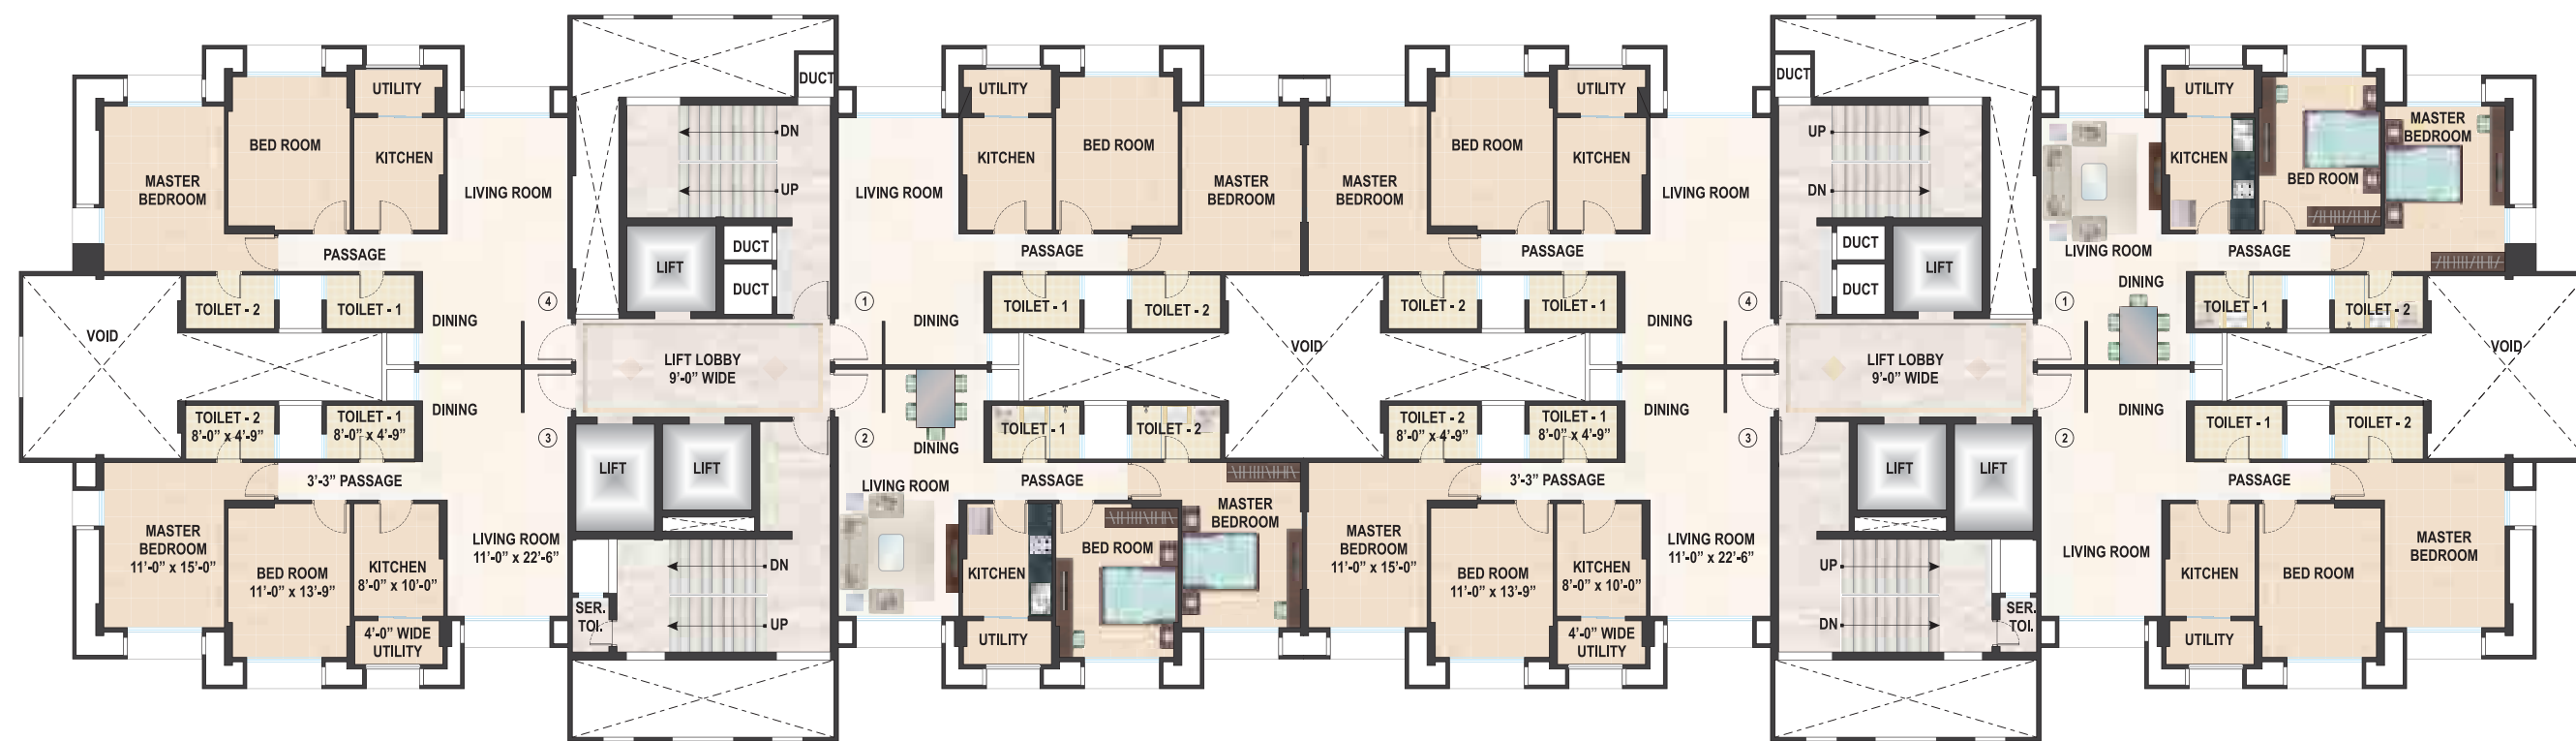 DUCT
DUCT
UTILITY
BED ROOM
KITCHEN
MASTER
BEDROOM
LIVING ROOM
PASSAGE
TOILET - 2
TOILET - 1
DINING
4
VOID
DN
UP
LIFT
DUCT
DUCT
LIFT LOBBY
9'-0" WIDE
UTILITY
KITCHEN
BED ROOM
LIVING ROOM
MASTER
BEDROOM
PASSAGE
TOILET - 1
TOILET - 2
DINING
1
VOID
UTILITY
BED ROOM
KITCHEN
MASTER
BEDROOM
LIVING ROOM
PASSAGE
TOILET - 2
TOILET - 1
DINING
4
UP
DN
DUCT
DUCT
LIFT
LIFT LOBBY
9'-0" WIDE
UTILITY
KITCHEN
BED ROOM
MASTER
BEDROOM
LIVING ROOM
PASSAGE
DINING
TOILET - 1
TOILET - 2
1
VOID
DINING
TOILET - 2
8'-0" x 4'-9"
TOILET - 1
8'-0" x 4'-9"
3
3'-3" PASSAGE
MASTER
BEDROOM
11'-0" x 15'-0"
BED ROOM
11'-0" x 13'-9"
KITCHEN
8'-0" x 10'-0"
LIVING ROOM
11'-0" x 22'-6"
4'-0" WIDE
UTILITY
LIFT
LIFT
DN
UP
SER.
TOI.
2
TOILET - 1
TOILET - 2
DINING
LIVING ROOM
PASSAGE
MASTER
BEDROOM
BED ROOM
KITCHEN
UTILITY
DINING
TOILET - 2
8'-0" x 4'-9"
TOILET - 1
8'-0" x 4'-9"
3
3'-3" PASSAGE
MASTER
BEDROOM
11'-0" x 15'-0"
BED ROOM
11'-0" x 13'-9"
KITCHEN
8'-0" x 10'-0"
LIVING ROOM
11'-0" x 22'-6"
4'-0" WIDE
UTILITY
LIFT
LIFT
UP
DN
SER.
TOI.
DINING
2
TOILET - 1
TOILET - 2
PASSAGE
LIVING ROOM
MASTER
BEDROOM
KITCHEN
BED ROOM
UTILITY